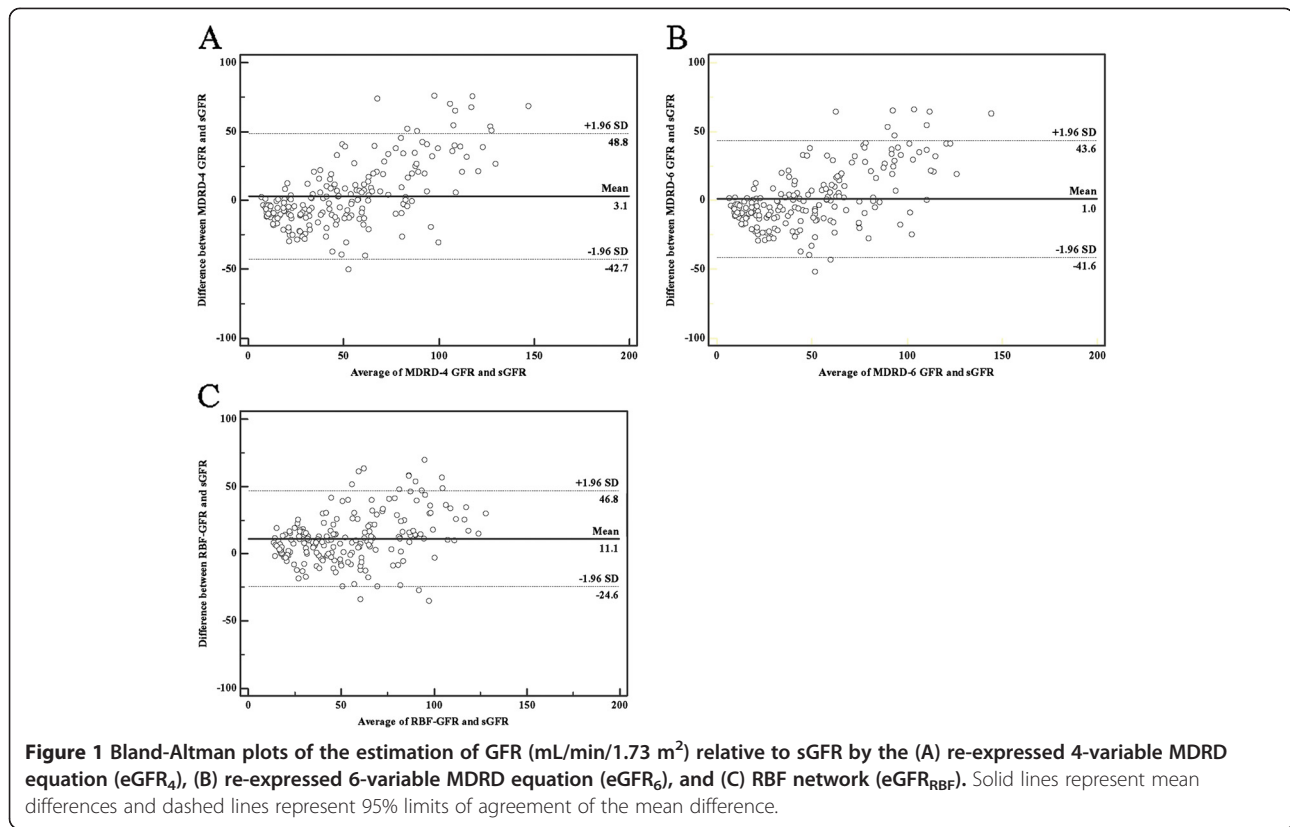 A
Difference between MDRD-4 GFR and sGFR
100
50
0
-50
-100
+1.96 SD
48.8
Mean
3.1
-1.96 SD
-42.7
0 50 100 150 200
Average of MDRD-4 GFR and sGFR
B
Difference between MDRD-6 GFR and sGFR
100
50
0
-50
-100
+1.96 SD
43.6
Mean
1.0
-1.96 SD
-41.6
0 50 100 150 200
Average of MDRD-6 GFR and sGFR
C
Difference between RBF-GFR and sGFR
100
50
0
-50
-100
+1.96 SD
46.8
Mean
11.1
-1.96 SD
-24.6
0 50 100 150 200
Average of RBF-GFR and sGFR
Figure 1 Bland-Altman plots of the estimation of GFR (mL/min/1.73 m²) relative to sGFR by the (A) re-expressed 4-variable MDRD
equation (eGFR₄), (B) re-expressed 6-variable MDRD equation (eGFR₆), and (C) RBF network (eGFR_RBF). Solid lines represent mean
differences and dashed lines represent 95% limits of agreement of the mean difference.